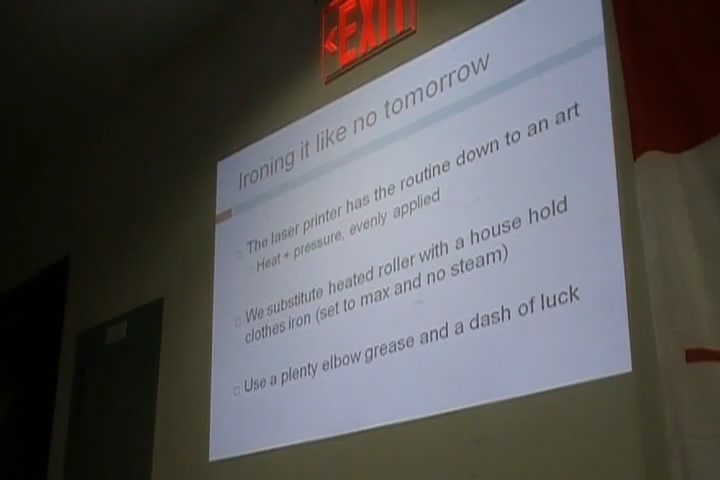 <EXIT
Ironing it like no tomorrow
The laser printer has the routine down to an art
Heat + pressure, evenly applied
We substitute heated roller with a house hold
clothes iron (set to max and no steam)
Use a plenty elbow grease and a dash of luck